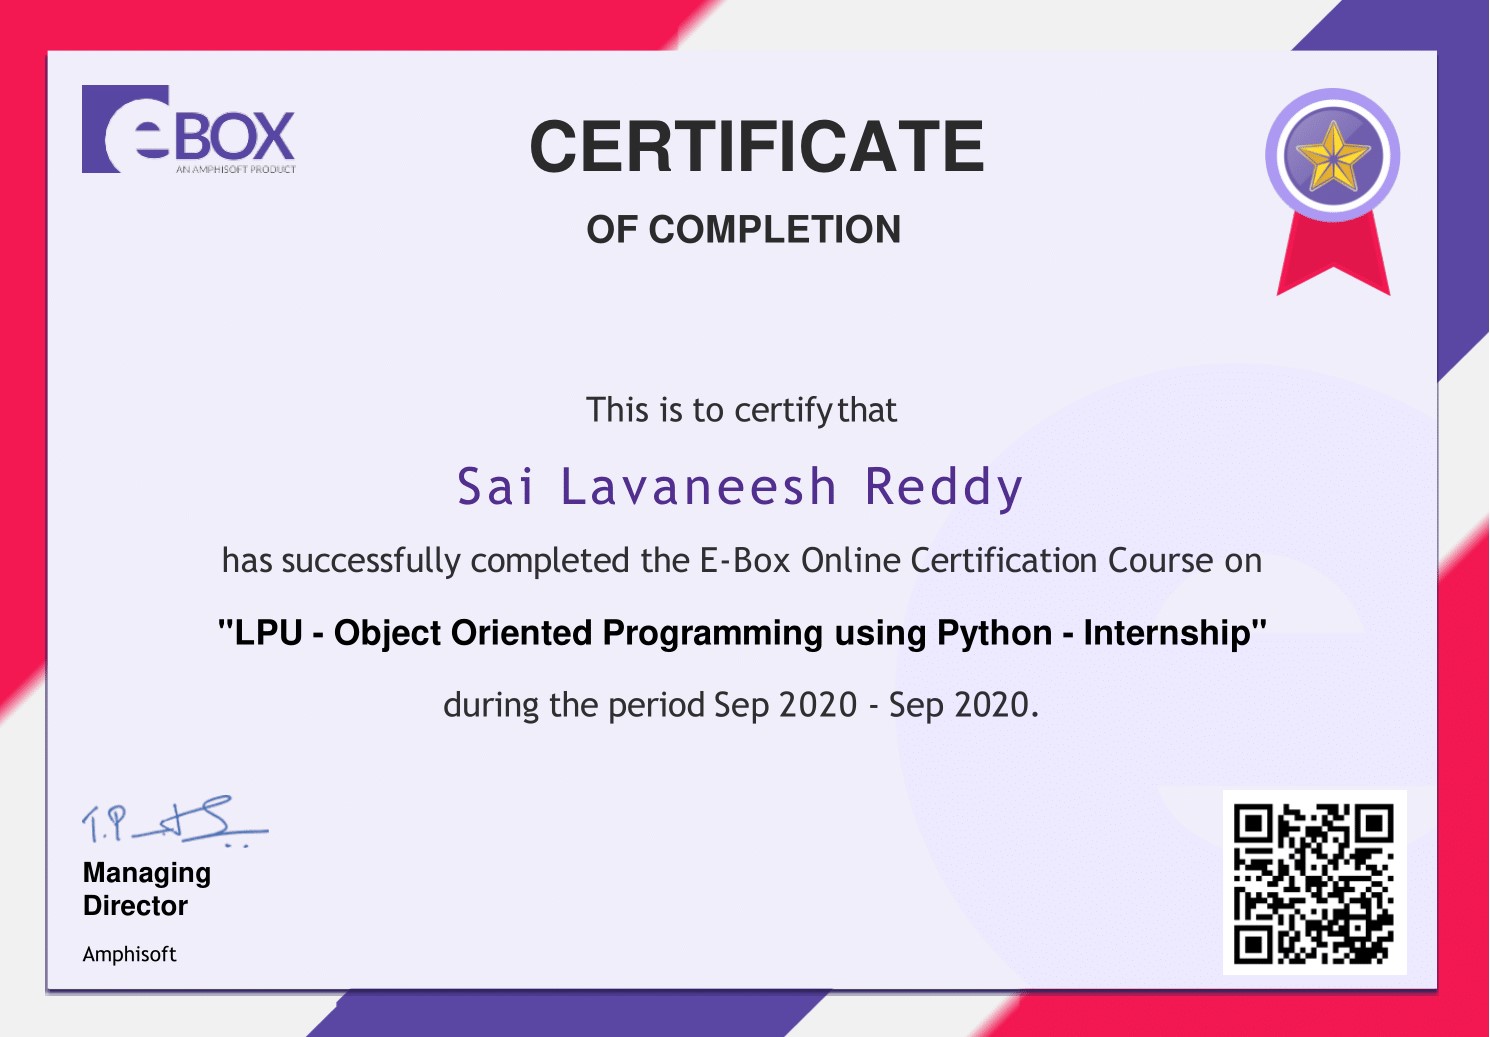 eBOX
AN AMPHISOFT PRODUCT
CERTIFICATE
OF COMPLETION
This is to certify that
Sai Lavaneesh Reddy
has successfully completed the E-Box Online Certification Course on
"LPU - Object Oriented Programming using Python - Internship"
during the period Sep 2020 - Sep 2020.
T.P
Managing
Director
Amphisoft